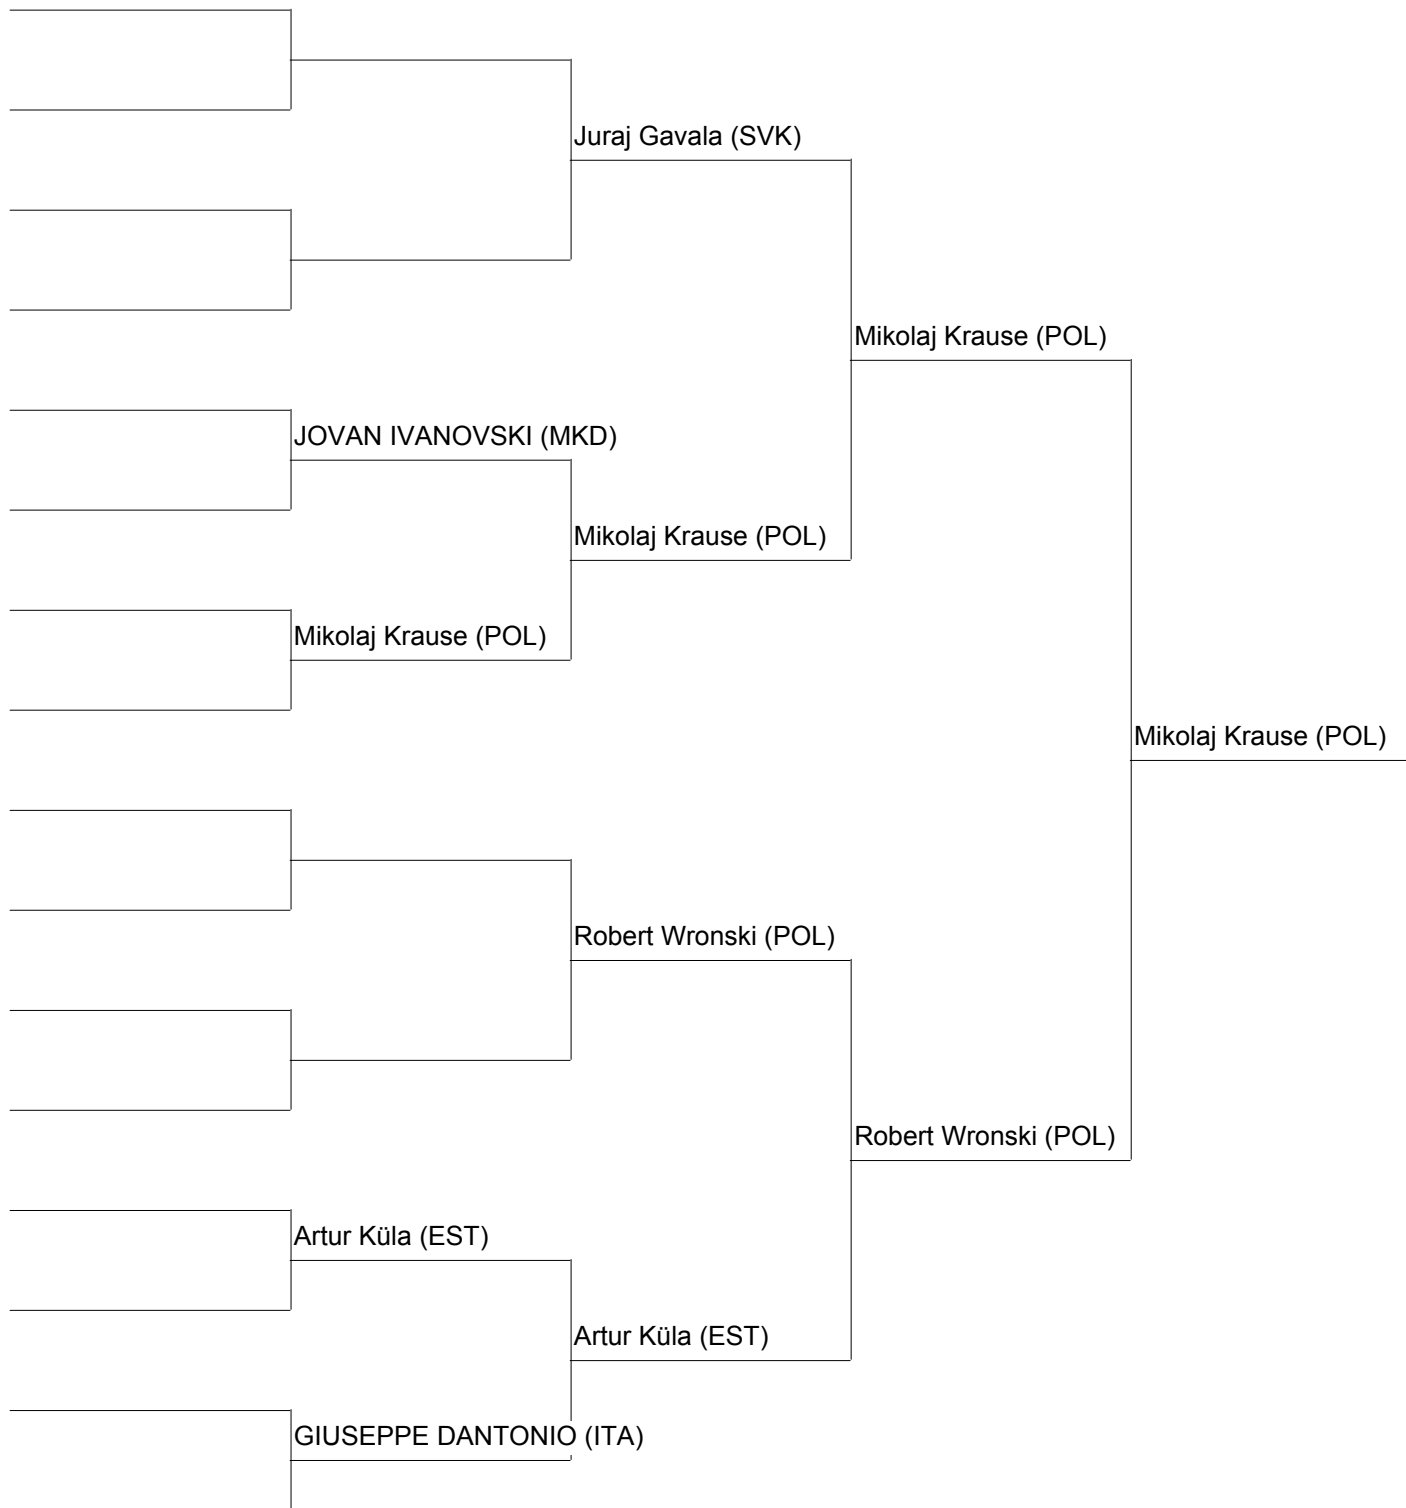 Juraj Gavala (SVK)
Mikolaj Krause (POL)
JOVAN IVANOVSKI (MKD)
Mikolaj Krause (POL)
Mikolaj Krause (POL)
Mikolaj Krause (POL)
Robert Wronski (POL)
Robert Wronski (POL)
Artur Küla (EST)
Artur Küla (EST)
GIUSEPPE DANTONIO (ITA)